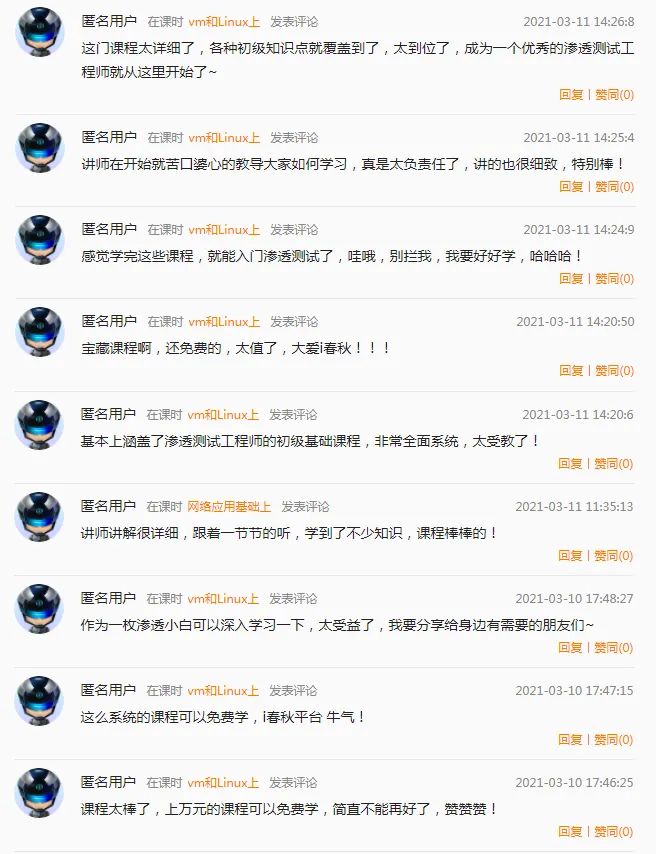 匿名用户 在课时 vm和Linux上 发表评论 2021-03-11 14:26:8
这门课程太详细了，各种初级知识点就覆盖到了，太到位了，成为一个优秀的渗透测试工
程师就从这里开始了~
回复 | 赞同(0)
匿名用户 在课时 vm和Linux上 发表评论 2021-03-11 14:25:4
讲师在开始就苦口婆心的教导大家如何学习，真是太负责任了，讲的也很细致，特别棒！
回复 | 赞同(0)
匿名用户 在课时 vm和Linux上 发表评论 2021-03-11 14:24:9
感觉学完这些课程，就能入门渗透测试了，哇哦，别拦我，我要好好学，哈哈哈！
回复 | 赞同(0)
匿名用户 在课时 vm和Linux上 发表评论 2021-03-11 14:20:50
宝藏课程啊，还免费的，太值了，大爱i春秋！！！
回复 | 赞同(0)
匿名用户 在课时 vm和Linux上 发表评论 2021-03-11 14:20:6
基本上涵盖了渗透测试工程师的初级基础课程，非常全面系统，太受教了！
回复 | 赞同(0)
匿名用户 在课时 网络应用基础上 发表评论 2021-03-11 11:35:13
讲师讲解很详细，跟着一节节的听，学到了不少知识，课程棒棒的！
回复 | 赞同(0)
匿名用户 在课时 vm和Linux上 发表评论 2021-03-10 17:48:27
作为一枚渗透小白可以深入学习一下，太受益了，我要分享给身边有需要的朋友们~
回复 | 赞同(0)
匿名用户 在课时 vm和Linux上 发表评论 2021-03-10 17:47:15
这么系统的课程可以免费学，i春秋平台 牛气！
回复 | 赞同(0)
匿名用户 在课时 vm和Linux上 发表评论 2021-03-10 17:46:25
课程太棒了，上万元的课程可以免费学，简直不能再好了，赞赞赞！
回复 | 赞同(0)